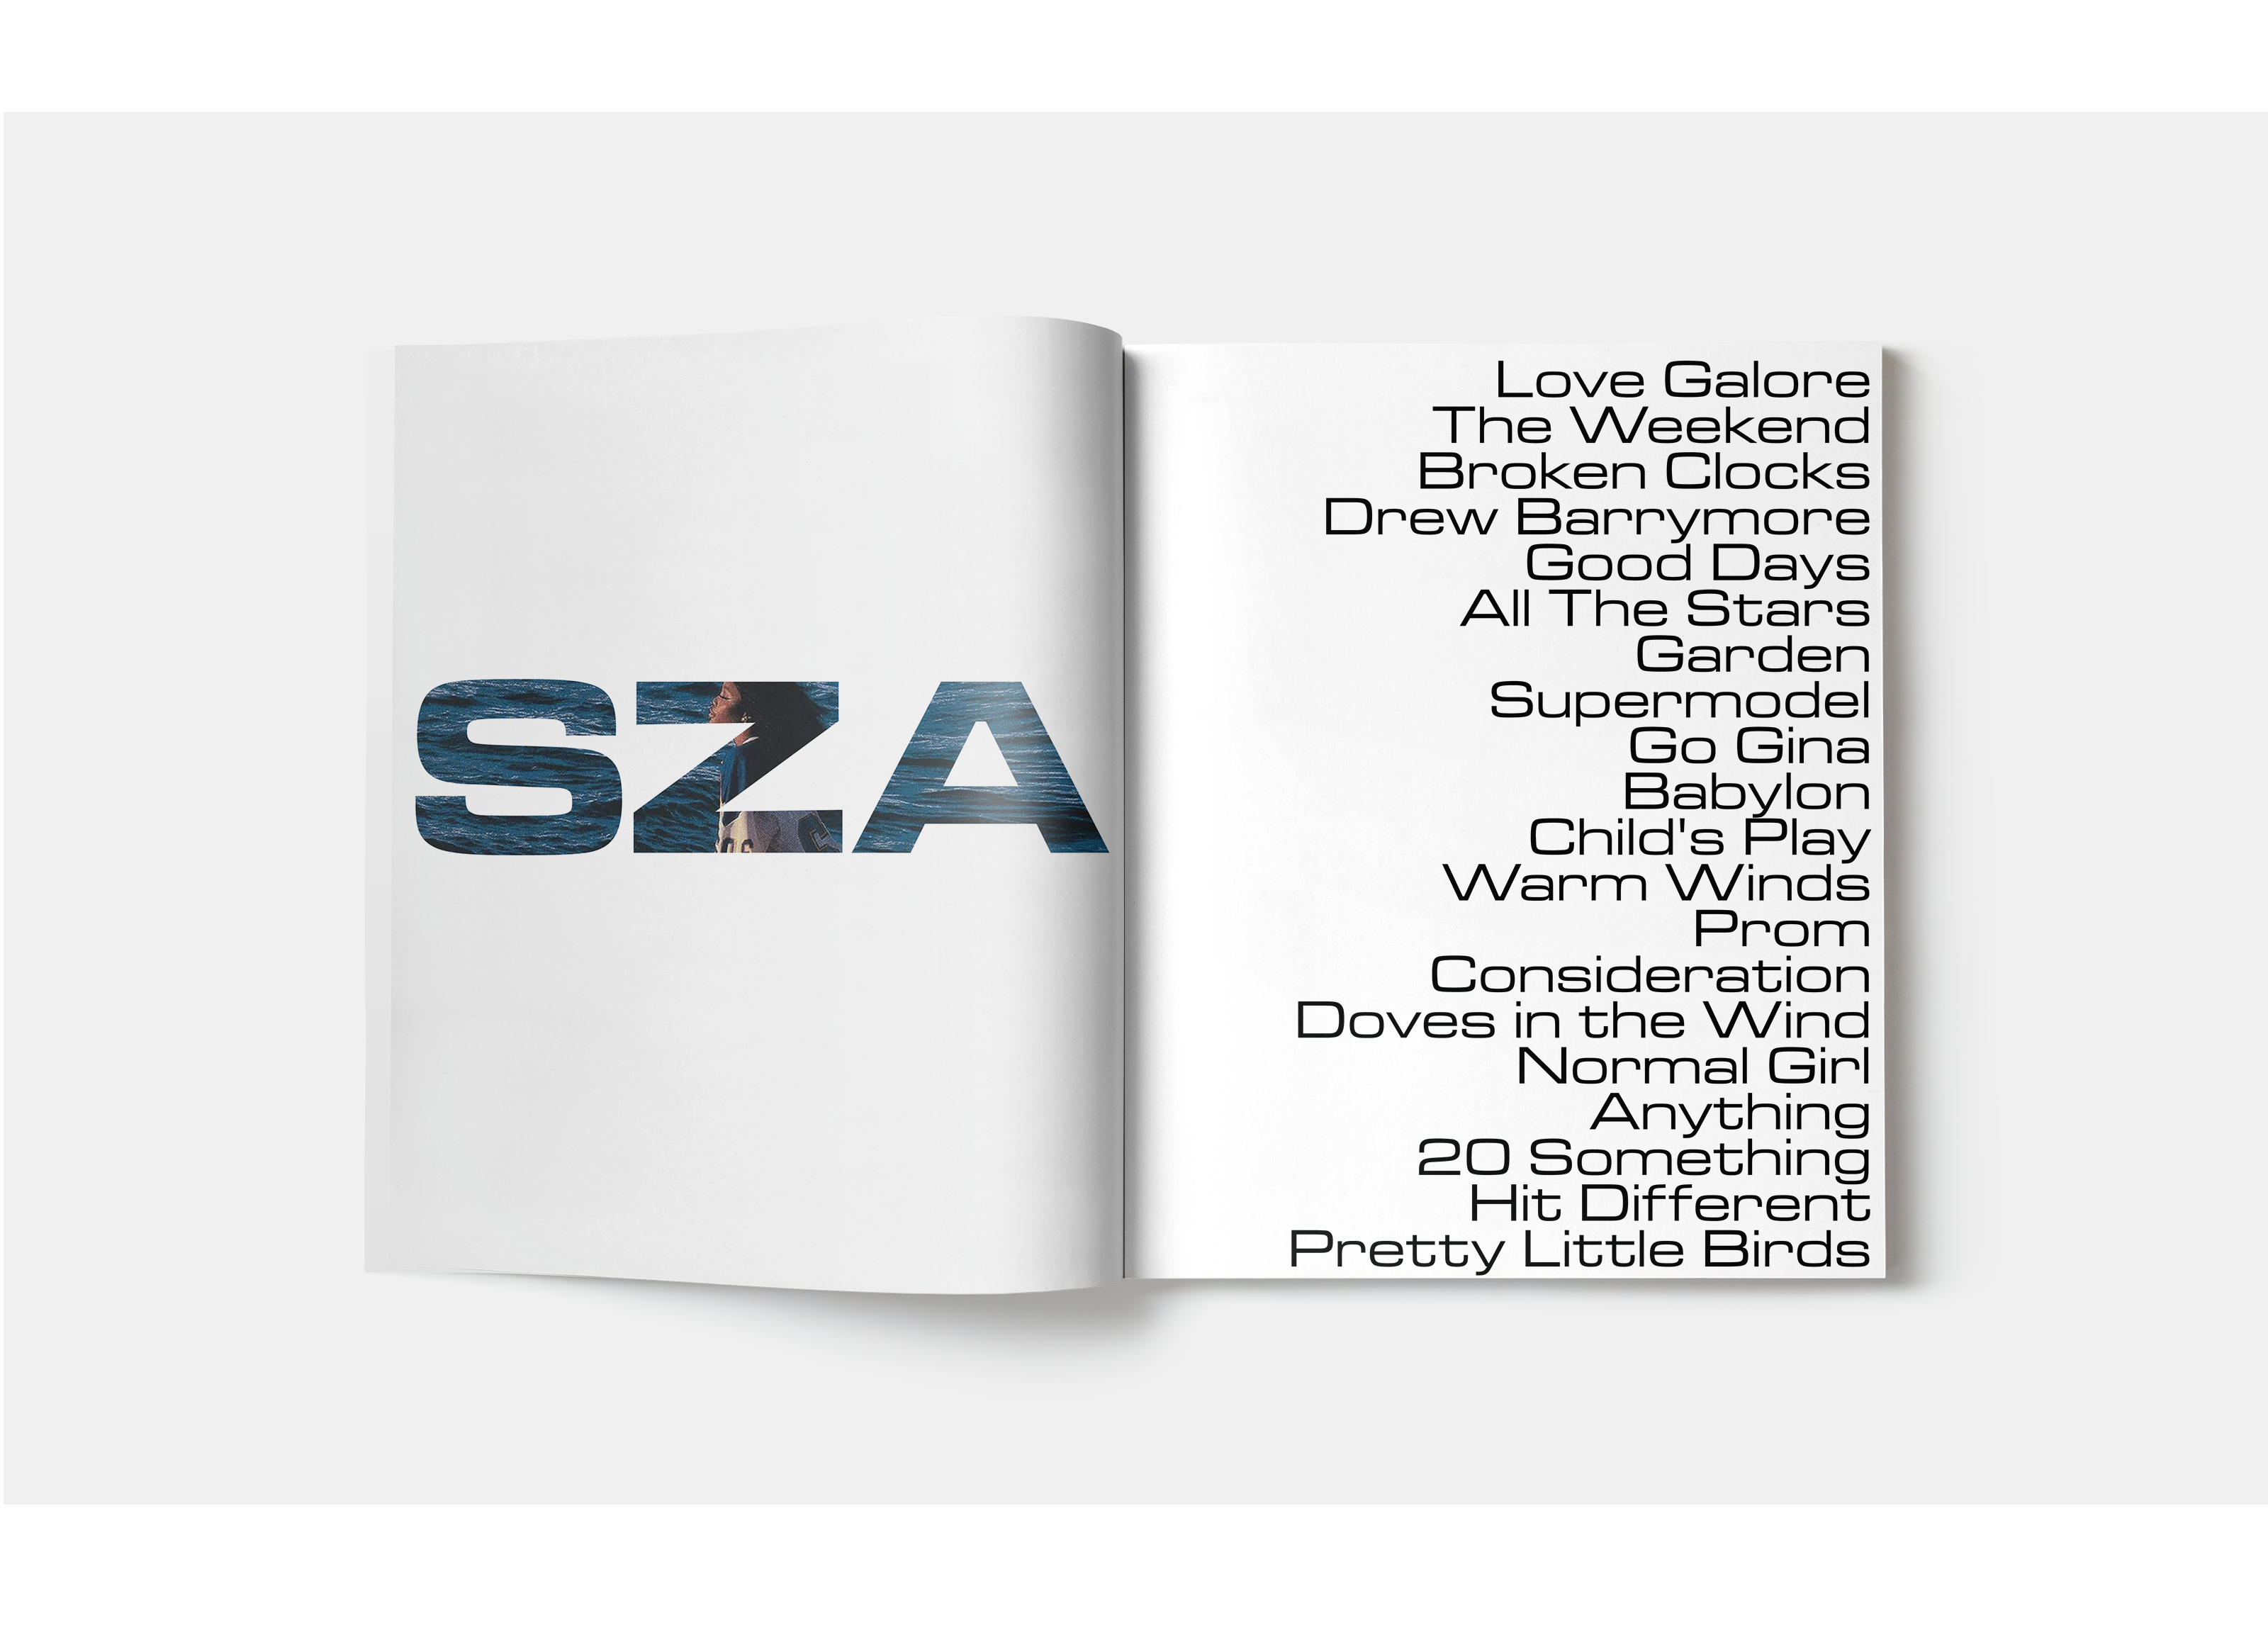 SZA
Love Galore
The Weekend
Broken Clocks
Drew Barrymore
Good Days
All The Stars
Garden
Supermodel
Go Gina
Babylon
Child's Play
Warm Winds
Prom
Consideration
Doves in the Wind
Normal Girl
Anything
20 Something
Hit Different
Pretty Little Birds